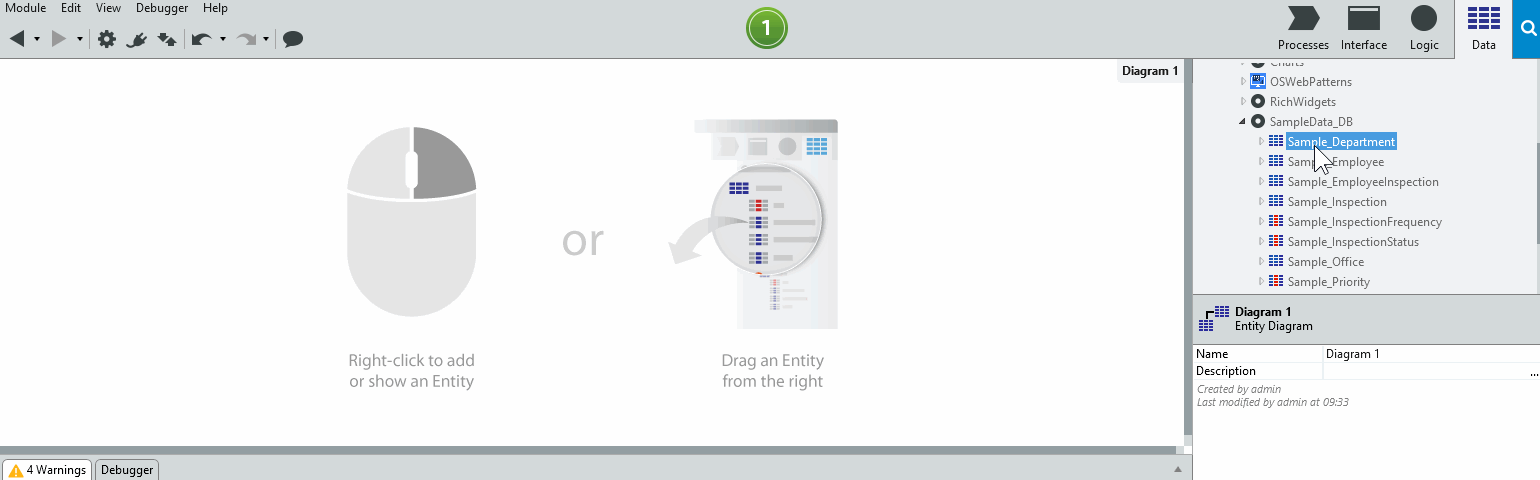 Module Edit View Debugger Help
1
Processes Interface Logic Data
Diagram 1
Charts
OSWebPatterns
RichWidgets
SampleData_DB
Sample_Department
Sample_Employee
Sample_EmployeeInspection
Sample_Inspection
Sample_InspectionFrequency
Sample_InspectionStatus
Sample_Office
Sample_Priority
or
Right-click to add
or show an Entity
Drag an Entity
from the right
Diagram 1
Entity Diagram
Name Diagram 1
Description ...
Created by admin
Last modified by admin at 09:33
4 Warnings Debugger